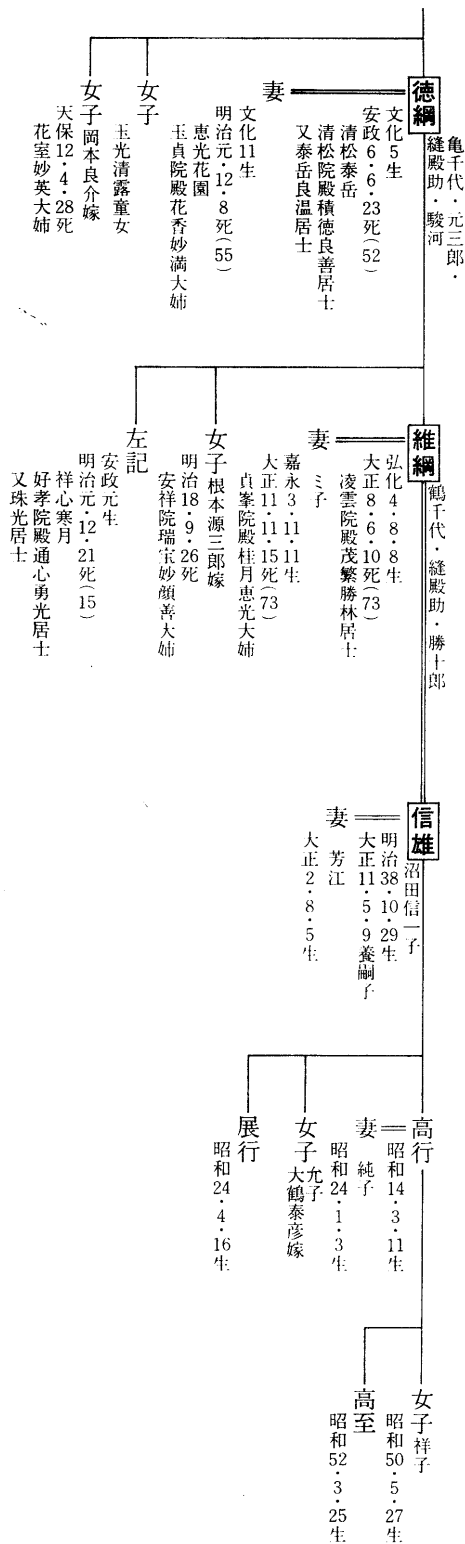 徳綱
亀千代・元三郎・
縫殿助・駿河
文化5生
安政6・6・23死(52)
清松泰岳
清松院殿積徳良善居士
又泰岳良温居士
妻
文化11生
明治元・12・8死(55)
恵光花園
玉貞院殿花香妙満大姉
女子
玉光清露童女
女子 岡本良介嫁
天保12・4・28死
花室妙英大姉
維綱
鶴千代・縫殿助・勝十郎
弘化4・8・8生
大正8・6・10死(73)
凌雲院殿茂繁勝林居士
妻 ミ子
嘉永3・11・11生
大正11・11・15死(73)
貞峯院殿桂月恵光大姉
女子 根本源三郎嫁
明治18・9・26死
安祥院瑞宝妙顔善大姉
左記
安政元生
明治元・12・21死(15)
祥心寒月
好孝院殿通心勇光居士
又珠光居士
信雄
沼田信一子
明治38・10・29生
大正11・5・9養嗣子
妻 芳江
大正2・8・5生
高行
昭和14・3・11生
妻 純子
昭和24・1・3生
女子 允子
大鶴泰彦嫁
展行
昭和24・4・16生
女子 祥子
昭和50・5・27生
高至
昭和52・3・25生